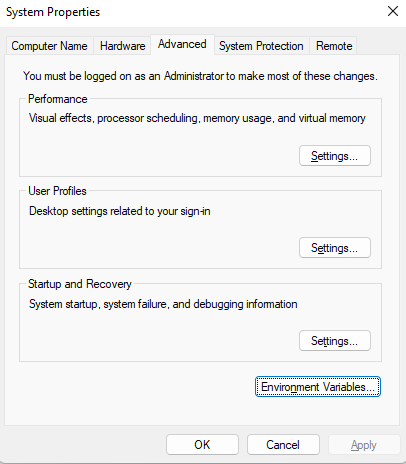 System Properties
Computer Name Hardware Advanced System Protection Remote
You must be logged on as an Administrator to make most of these changes.
Performance
Visual effects, processor scheduling, memory usage, and virtual memory
Settings...
User Profiles
Desktop settings related to your sign-in
Settings...
Startup and Recovery
System startup, system failure, and debugging information
Settings...
Environment Variables...
OK Cancel Apply